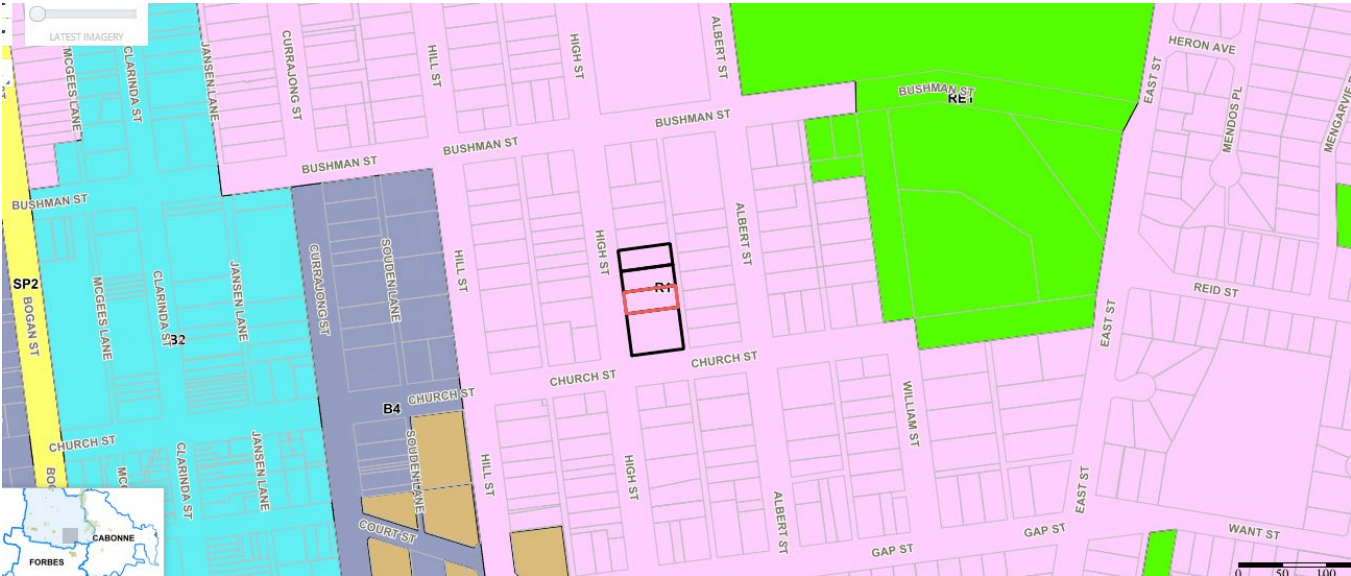 LATEST IMAGERY
MCGEES LANE
CLARINDA ST
JANSEN LANE
CURRAJONG ST
HILL ST
HIGH ST
ALBERT ST
HERON AVE
EAST ST
MENDOS PL
BUSHMAN ST
RE1
BUSHMAN ST
BUSHMAN ST
BUSHMAN ST
BUSHMAN ST
SP2
BOGAN ST
MCGEES LANE
CLARINDA ST
B2
JANSEN LANE
CURRAJONG ST
SOUDEN LANE
HILL ST
HIGH ST
R1
ALBERT ST
REID ST
EAST ST
CHURCH ST
CHURCH ST
CHURCH ST
B4
CHURCH ST
CLARINDA ST
JANSEN LANE
SOUDEN LANE
HILL ST
HIGH ST
WILLIAM ST
ALBERT ST
EAST ST
COURT ST
GAP ST
GAP ST
WANT ST
CABONNE
FORBES
0 50 100